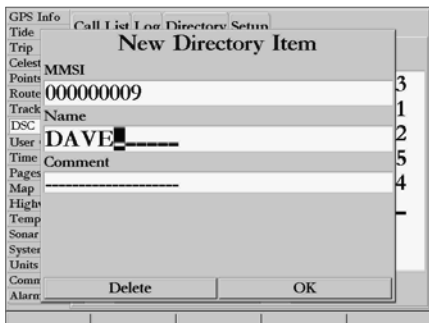 GPS Info
Tide
Trip
Celest
Points
Route
Track
DSC
User
Time
Pages
Map
Highw
Temp
Sonar
System
Units
Comm
Alarm
Call List Log Directory Setup
New Directory Item
MMSI
000000009
Name
DAVE_______
Comment
____________________
Delete OK
3
1
2
5
4